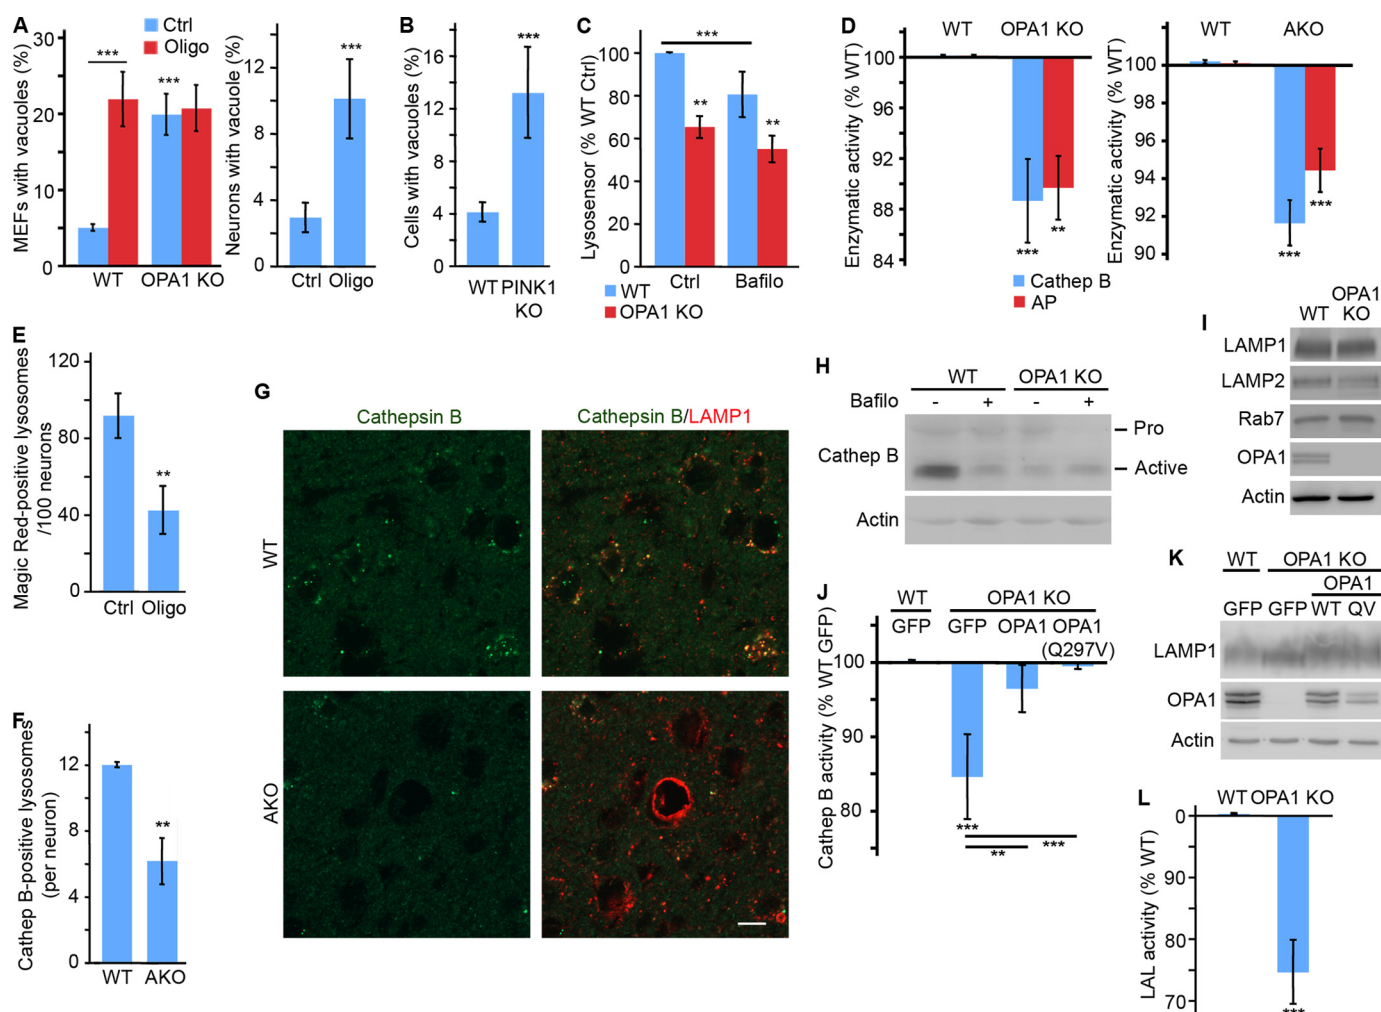 A
Ctrl
Oligo
MEFs with vacuoles (%)
30
20
10
0
***
***
WT OPA1 KO
Neurons with vacuole (%)
12
8
4
0
***
Ctrl Oligo
B
Cells with vacuoles (%)
16
12
8
4
0
***
WT PINK1
KO
C
Lysosensor (% WT Ctrl)
100
80
60
40
20
0
***
**
**
Ctrl Bafilo
WT
OPA1 KO
D
WT OPA1 KO
Enzymatic activity (% WT)
100
96
92
88
84
***
**
Cathep B
AP
WT AKO
Enzymatic activity (% WT)
100
98
96
94
92
90
***
***
E
Magic Red-positive lysosomes
/100 neurons
120
80
40
0
**
Ctrl Oligo
F
Cathep B-positive lysosomes
(per neuron)
12
8
4
0
**
WT AKO
G
Cathepsin B Cathepsin B/LAMP1
WT
AKO
H
WT OPA1 KO
Bafilo - + - +
Cathep B
Pro
Active
Actin
I
WT OPA1
KO
LAMP1
LAMP2
Rab7
OPA1
Actin
J
WT OPA1 KO
GFP GFP OPA1 OPA1
(Q297V)
Cathep B activity (% WT GFP)
100
90
80
***
**
***
K
WT OPA1 KO
OPA1
GFP GFP WT QV
LAMP1
OPA1
Actin
L
WT OPA1 KO
LAL activity (% WT)
0
90
80
70
***